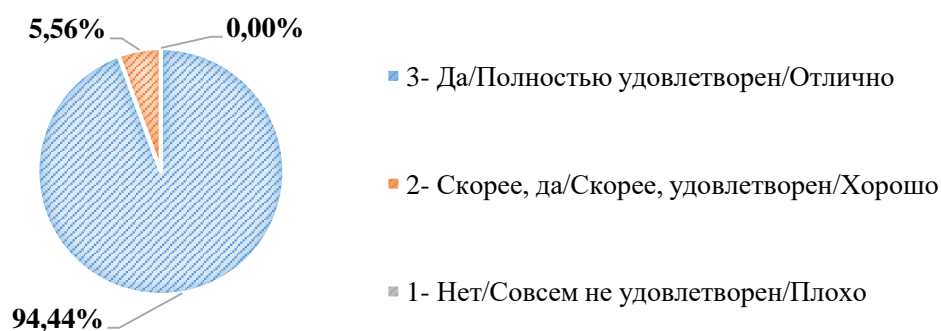 5,56%
0,00%
3- Да/Полностью удовлетворен/Отлично
2- Скорее, да/Скорее, удовлетворен/Хорошо
1- Нет/Совсем не удовлетворен/Плохо
94,44%